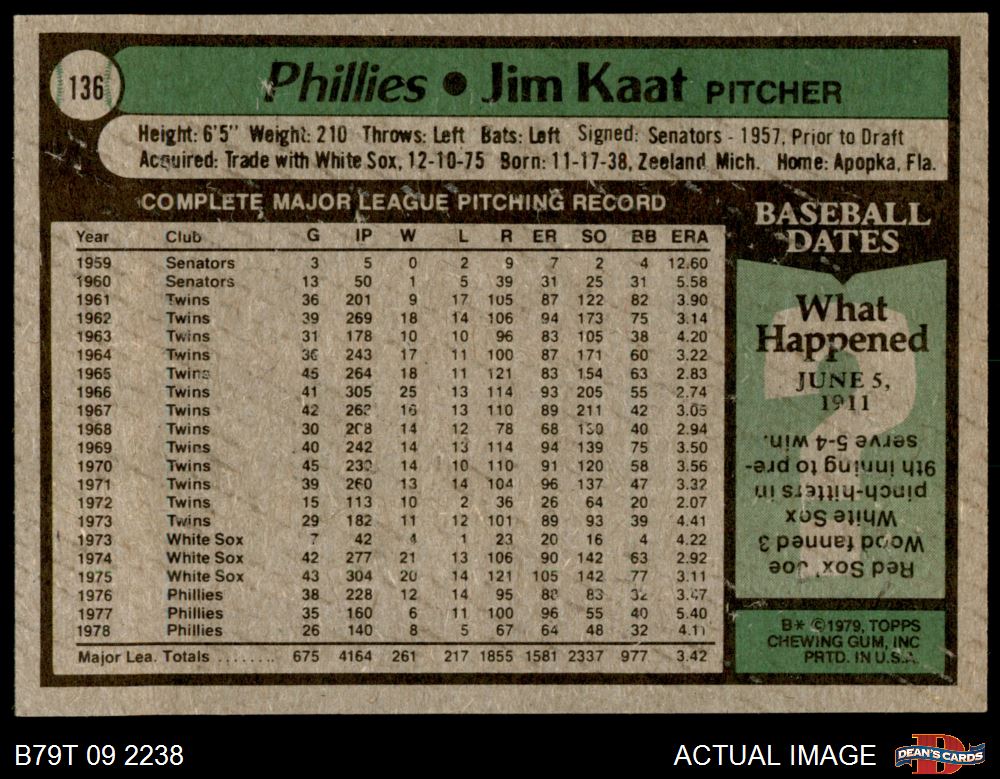 136
Phillies • Jim Kaat PITCHER
Height: 6'5" Weight: 210 Throws: Left Bats: Left Signed: Senators - 1957, Prior to Draft
Acquired: Trade with White Sox, 12-10-75 Born: 11-17-38, Zeeland, Mich. Home: Apopka, Fla.
COMPLETE MAJOR LEAGUE PITCHING RECORD
Year Club G IP W L R ER SO BB ERA
1959 Senators 3 5 0 2 9 7 2 4 12.60
1960 Senators 13 50 1 5 39 31 25 31 5.58
1961 Twins 36 201 9 17 105 87 122 82 3.90
1962 Twins 39 269 18 14 106 94 173 75 3.14
1963 Twins 31 178 10 10 96 83 105 38 4.20
1964 Twins 36 243 17 11 100 87 171 60 3.22
1965 Twins 45 264 18 11 121 83 154 63 2.83
1966 Twins 41 305 25 13 114 93 205 55 2.74
1967 Twins 42 263 16 13 110 89 211 42 3.05
1968 Twins 30 208 14 12 78 68 130 40 2.94
1969 Twins 40 242 14 13 114 94 139 75 3.50
1970 Twins 45 230 14 10 110 91 120 58 3.56
1971 Twins 39 260 13 14 104 96 137 47 3.32
1972 Twins 15 113 10 2 36 26 64 20 2.07
1973 Twins 29 182 11 12 101 89 93 39 4.41
1973 White Sox 7 42 4 1 23 20 16 4 4.22
1974 White Sox 42 277 21 13 106 90 142 63 2.92
1975 White Sox 43 304 20 14 121 105 142 77 3.11
1976 Phillies 38 228 12 14 95 88 83 32 3.47
1977 Phillies 35 160 6 11 100 96 55 40 5.40
1978 Phillies 26 140 8 5 67 64 48 32 4.11
Major Lea. Totals ........ 675 4164 261 217 1855 1581 2337 977 3.42
BASEBALL
DATES
What
Happened
JUNE 5,
1911
?
Red Sox' Joe
Wood fanned 3
White Sox
pinch-hitters in
9th inning to pre-
serve 5-4 win.
B* ©1979, TOPPS
CHEWING GUM, INC
PRTD. IN U.S.A.
B79T 09 2238
ACTUAL IMAGE
D
DEAN'S CARDS